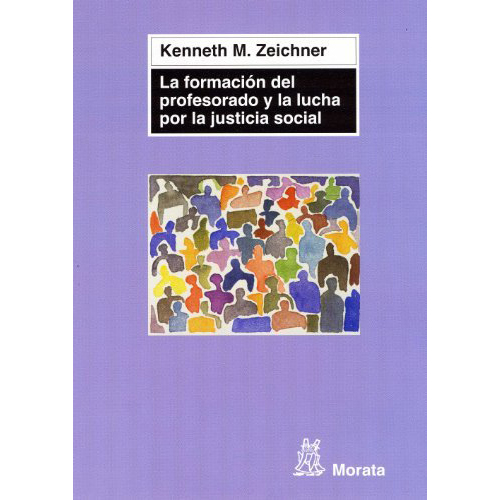 Kenneth M. Zeichner
La formación del
profesorado y la lucha
por la justicia social
Morata